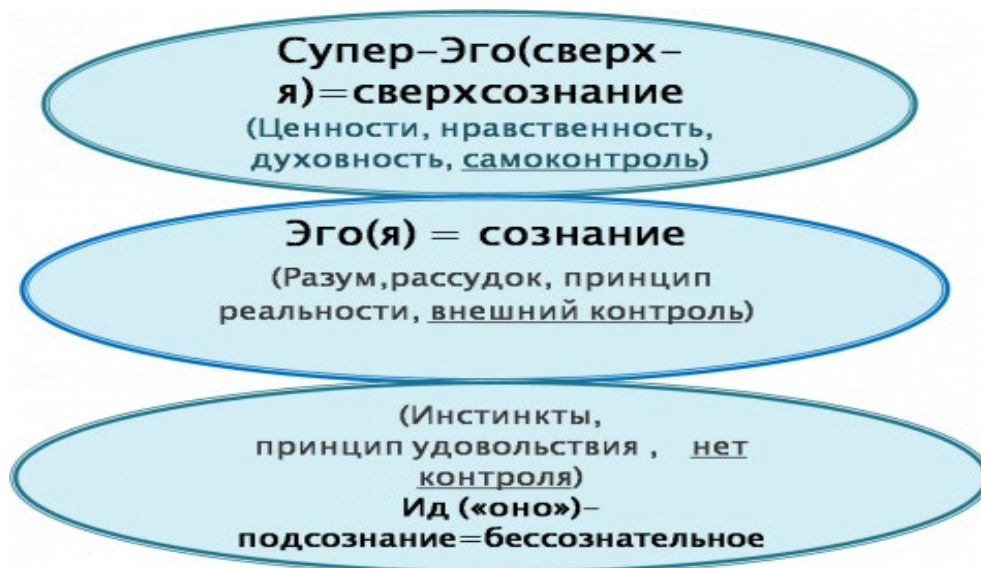 Супер-Эго(сверх-
я)=сверхсознание
(Ценности, нравственность,
духовность, самоконтроль)
Эго(я) = сознание
(Разум,рассудок, принцип
реальности, внешний контроль)
(Инстинкты,
принцип удовольствия , нет
контроля)
Ид («оно»)–
подсознание=бессознательное